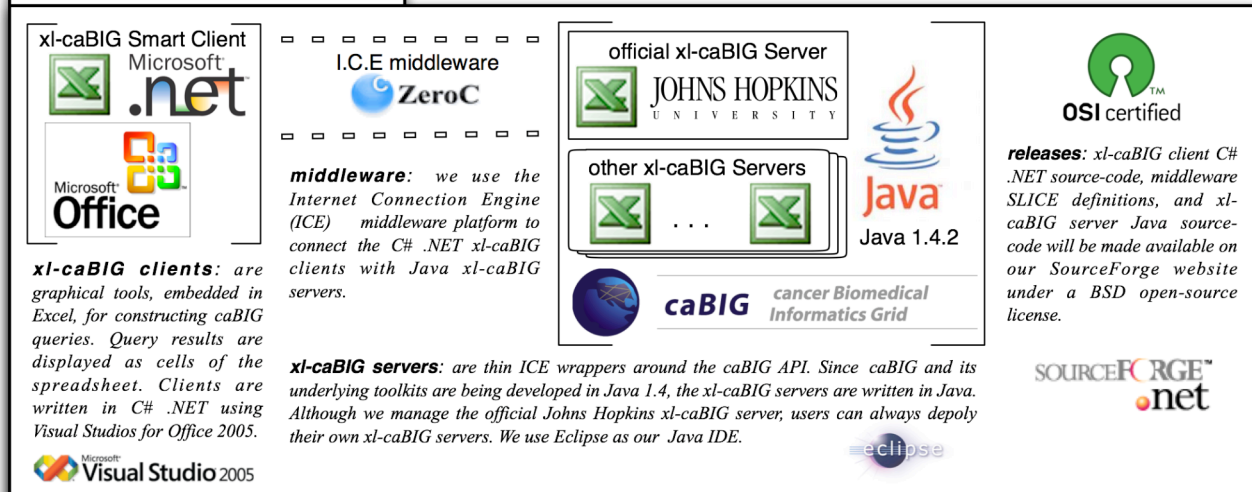 xl-caBIG Smart Client
Microsoft®
.net™
Microsoft®
Office
xl-caBIG clients: are
graphical tools, embedded in
Excel, for constructing caBIG
queries. Query results are
displayed as cells of the
spreadsheet. Clients are
written in C# .NET using
Visual Studios for Office 2005.
Microsoft®
Visual Studio 2005
I.C.E middleware
ZeroC
middleware: we use the
Internet Connection Engine
(ICE) middleware platform to
connect the C# .NET xl-caBIG
clients with Java xl-caBIG
servers.
official xl-caBIG Server
JOHNS HOPKINS
UNIVERSITY
other xl-caBIG Servers
...
Java
Java 1.4.2
caBIG
cancer Biomedical
Informatics Grid
xl-caBIG servers: are thin ICE wrappers around the caBIG API. Since caBIG and its
underlying toolkits are being developed in Java 1.4, the xl-caBIG servers are written in Java.
Although we manage the official Johns Hopkins xl-caBIG server, users can always depoly
their own xl-caBIG servers. We use Eclipse as our Java IDE.
eclipse
TM
OSI certified
releases: xl-caBIG client C#
.NET source-code, middleware
SLICE definitions, and xl-
caBIG server Java source-
code will be made available on
our SourceForge website
under a BSD open-source
license.
SOURCEFORGE™
.net